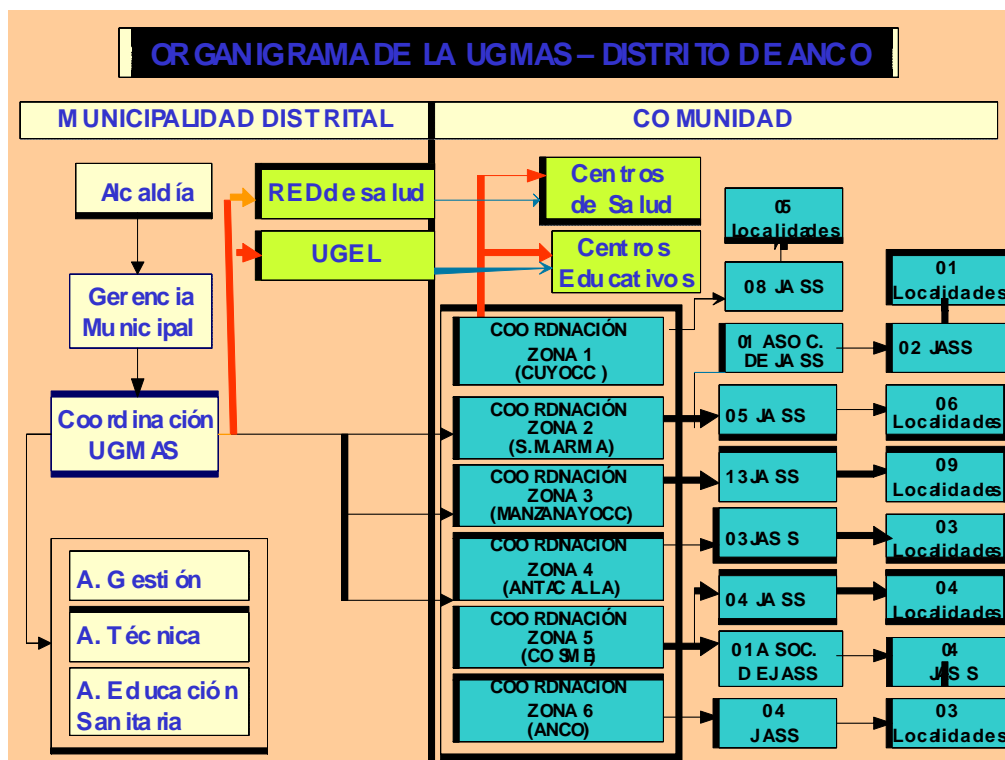 ORGANIGRAMA DE LA UGMAS – DISTRITO DE ANCO
MUNICIPALIDAD DISTRITAL
COMUNIDAD
Alcaldía
Gerencia
Municipal
Coordinación
UGMAS
A. Gestión
A. Técnica
A. Educación
Sanitaria
RED de salud
UGEL
Centros
de Salud
Centros
Educativos
COORDNACIÓN
ZONA 1
(CUYOCC)
COORDNACIÓN
ZONA 2
(S.M.ARMA)
COORDNACIÓN
ZONA 3
(MANZANAYOCC)
COORDNACIÓN
ZONA 4
(ANTACALLA)
COORDNACIÓN
ZONA 5
(COSME)
COORDNACIÓN
ZONA 6
(ANCO)
05
Localidades
08 JASS
01 ASOC.
DE JASS
02 JASS
01
Localidades
05 JASS
06
Localidades
13 JASS
09
Localidades
03 JASS
03
Localidades
04 JASS
04
Localidades
01 ASOC.
DE JASS
04
JASS
04
JASS
03
Localidades